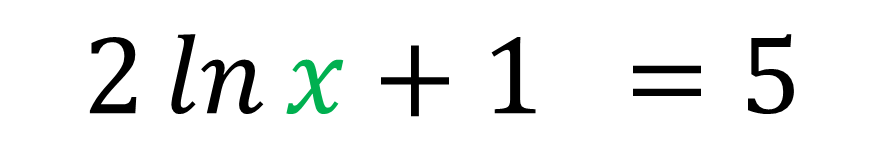 2 ln x + 1 = 5